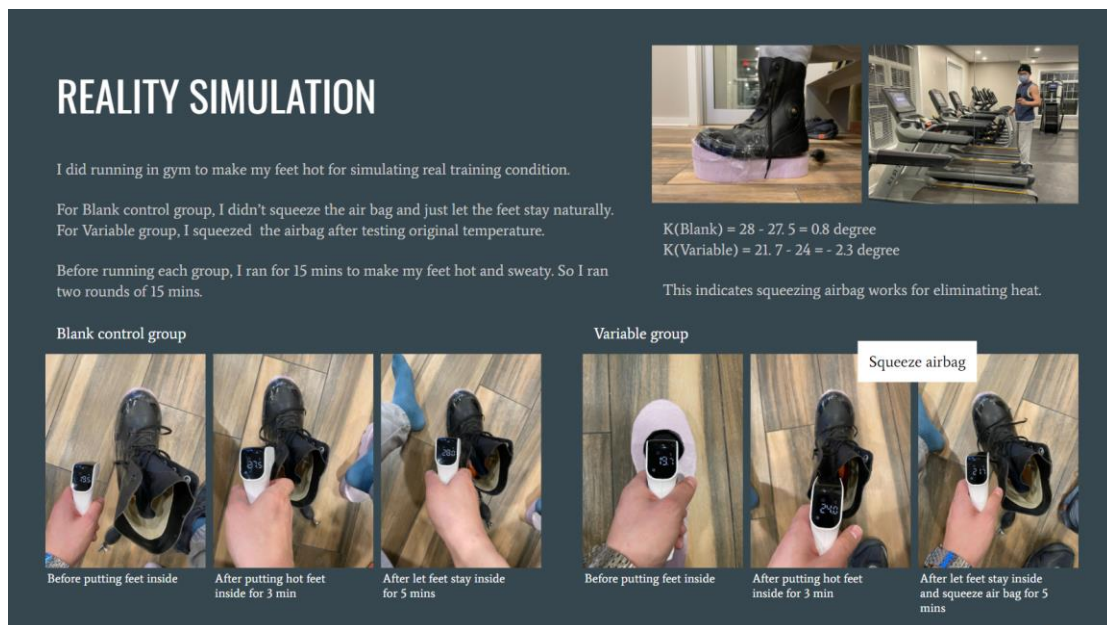 REALITY SIMULATION
I did running in gym to make my feet hot for simulating real training condition.
For Blank control group, I didn't squeeze the air bag and just let the feet stay naturally.
For Variable group, I squeezed  the airbag after testing original temperature.
Before running each group, I ran for 15 mins to make my feet hot and sweaty. So I ran
two rounds of 15 mins.
K(Blank) = 28 - 27. 5 = 0.8 degree
K(Variable) = 21. 7 - 24 = - 2.3 degree
This indicates squeezing airbag works for eliminating heat.
Blank control group
Variable group
Squeeze airbag
19.1
24.0
Before putting feet inside
After putting hot feet
inside for 3 min
After let feet stay inside
for 5 mins
Before putting feet inside
After putting hot feet
inside for 3 min
After let feet stay inside
and squeeze air bag for 5
mins